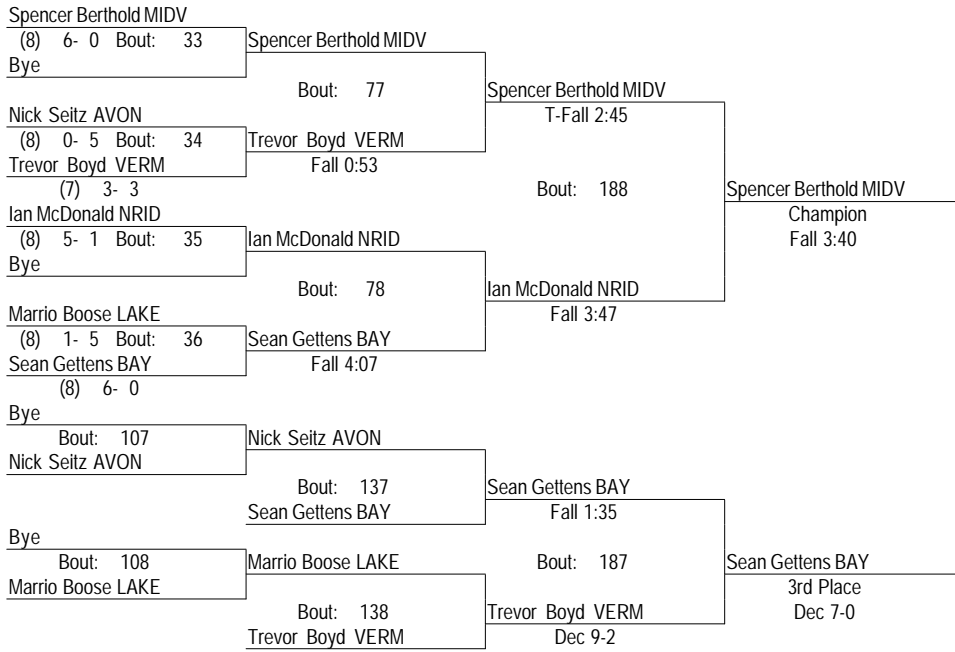 Spencer Berthold MIDV
(8) 6- 0 Bout: 33 Spencer Berthold MIDV
Bye
Bout: 77 Spencer Berthold MIDV
Nick Seitz AVON T-Fall 2:45
(8) 0- 5 Bout: 34 Trevor Boyd VERM
Trevor Boyd VERM Fall 0:53
(7) 3- 3 Bout: 188 Spencer Berthold MIDV
Ian McDonald NRID Champion
(8) 5- 1 Bout: 35 Ian McDonald NRID Fall 3:40
Bye
Bout: 78 Ian McDonald NRID
Marrio Boose LAKE Fall 3:47
(8) 1- 5 Bout: 36 Sean Gettens BAY
Sean Gettens BAY Fall 4:07
(8) 6- 0
Bye
Bout: 107 Nick Seitz AVON
Nick Seitz AVON
Bout: 137 Sean Gettens BAY
Sean Gettens BAY Fall 1:35
Bye
Bout: 108 Marrio Boose LAKE Bout: 187 Sean Gettens BAY
Marrio Boose LAKE 3rd Place
Bout: 138 Trevor Boyd VERM Dec 7-0
Trevor Boyd VERM Dec 9-2